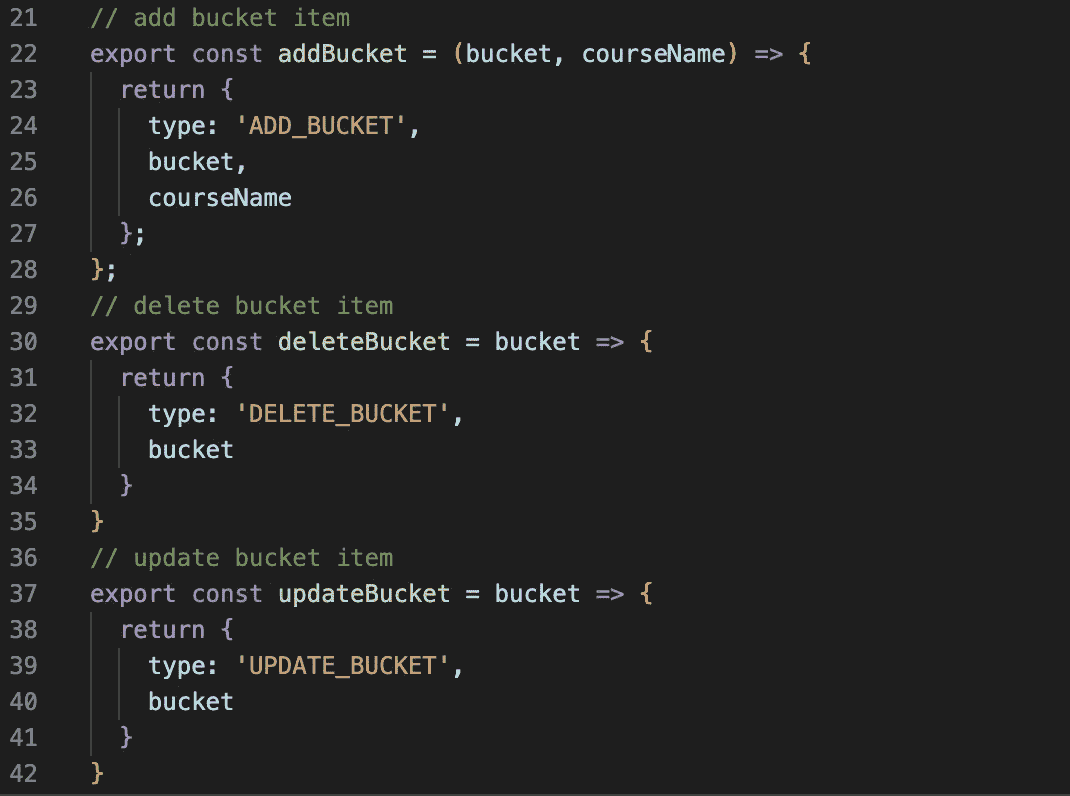 21 // add bucket item
22 export const addBucket = (bucket, courseName) => {
23 return {
24 type: 'ADD_BUCKET',
25 bucket,
26 courseName
27 };
28 };
29 // delete bucket item
30 export const deleteBucket = bucket => {
31 return {
32 type: 'DELETE_BUCKET',
33 bucket
34 }
35 }
36 // update bucket item
37 export const updateBucket = bucket => {
38 return {
39 type: 'UPDATE_BUCKET',
40 bucket
41 }
42 }